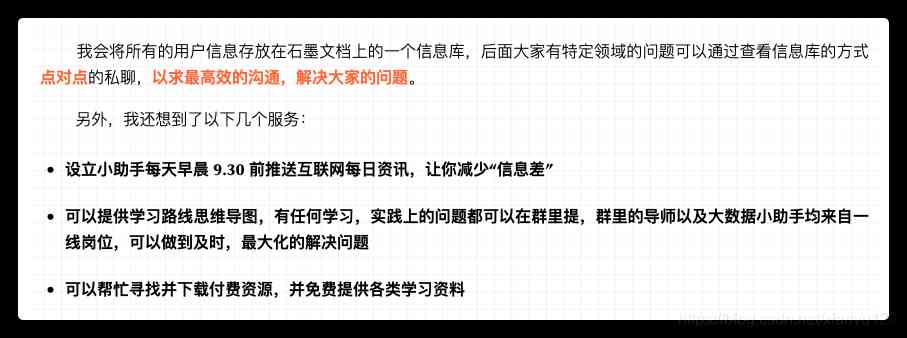 我会将所有的用户信息存放在石墨文档上的一个信息库，后面大家有特定领域的问题可以通过查看信息库的方式
点对点的私聊，以求最高效的沟通，解决大家的问题。
另外，我还想到了以下几个服务：
• 设立小助手每天早晨 9.30 前推送互联网每日资讯，让你减少“信息差”
• 可以提供学习路线思维导图，有任何学习，实践上的问题都可以在群里提，群里的导师以及大数据小助手均来自一
线岗位，可以做到及时，最大化的解决问题
• 可以帮忙寻找并下载付费资源，并免费提供各类学习资料